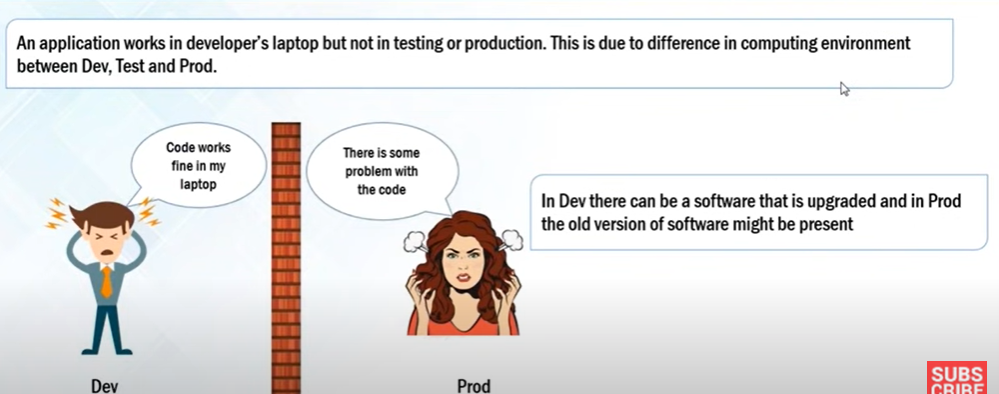 An application works in developer's laptop but not in testing or production. This is due to difference in computing environment
between Dev, Test and Prod.
Code works
fine in my
laptop
There is some
problem with
the code
In Dev there can be a software that is upgraded and in Prod
the old version of software might be present
Dev
Prod
SUBS
CRIBE